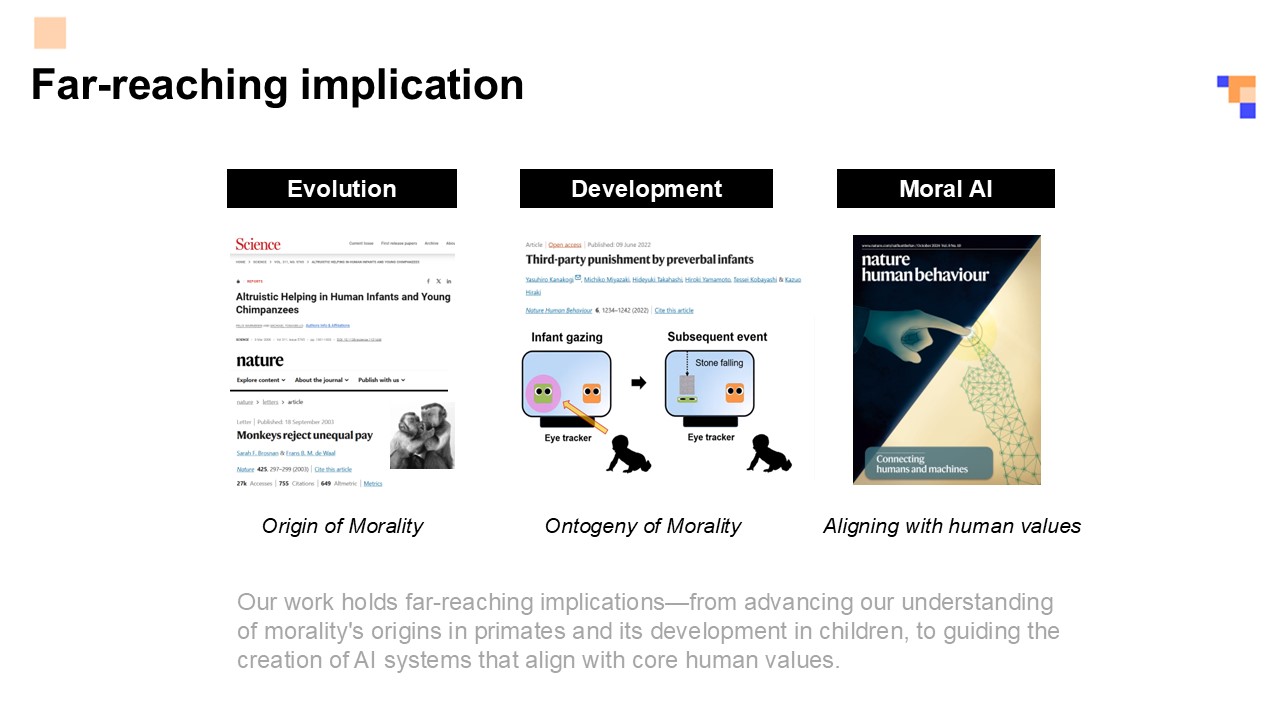 Far-reaching implication
Evolution
Development
Moral AI
Science
Current Issue First release papers Archive
HOME > SCIENCE > VOL. 311, NO. 5765 > ALTRUISTIC HELPING IN HUMAN INFANTS AND YOUNG CHIMPANZEES
REPORTS
Altruistic Helping in Human Infants and Young
Chimpanzees
FELIX WARNEKEN AND MICHAEL TOMASELLO Authors Info & Affiliations
nature
Explore content About the journal Publish with us
nature > letters > article
Letter | Published: 18 September 2003
Monkeys reject unequal pay
Sarah F. Brosnan & Frans B. M. de Waal
Nature 425, 297–299 (2003) | Cite this article
27k Accesses | 755 Citations | 649 Altmetric | Metrics
Article | Open access | Published: 09 June 2022
Third-party punishment by preverbal infants
Yasuhiro Kanakogi, Michiko Miyazaki, Hideyuki Takahashi, Hiroki Yamamoto, Tessei Kobayashi & Kazuo
Hiraki
Nature Human Behaviour 6, 1234–1242 (2022) | Cite this article
Infant gazing
Subsequent event
Stone falling
Eye tracker
Eye tracker
nature
human behaviour
Connecting
humans and machines
Origin of Morality
Ontogeny of Morality
Aligning with human values
Our work holds far-reaching implications—from advancing our understanding
of morality's origins in primates and its development in children, to guiding the
creation of AI systems that align with core human values.